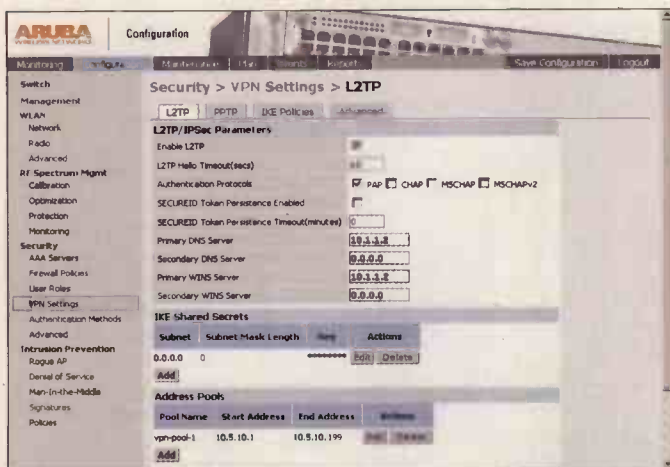 ARUBA
WIRELESS NETWORKS
Configuration
Monitoring Configure Maintenance Plan Events Reports Save Configuration Logout
Switch
Management
WLAN
Network
Radio
Advanced
RF Spectrum Mgmt
Calibration
Optimization
Protection
Monitoring
Security
AAA Servers
Firewall Policies
User Roles
VPN Settings
Authentication Methods
Advanced
Intrusion Prevention
Rogue AP
Denial of Service
Man-In-the-Middle
Signatures
Policies
Security > VPN Settings > L2TP
L2TP PPTP IKE Policies Advanced
L2TP/IPSec Parameters
Enable L2TP
L2TP Hello Timeout(secs)
Authentication Protocols PAP CHAP MSCHAP MSCHAPv2
SECUREID Token Persistence Enabled
SECUREID Token Persistence Timeout(minutes) 0
Primary DNS Server 10.1.1.2
Secondary DNS Server 0.0.0.0
Primary WINS Server 10.1.1.2
Secondary WINS Server 0.0.0.0
IKE Shared Secrets
Subnet Subnet Mask Length Key Actions
0.0.0.0 0 ******** Edit Delete
Add
Address Pools
Pool Name Start Address End Address
vpn-pool-1 10.5.10.1 10.5.10.199
Add